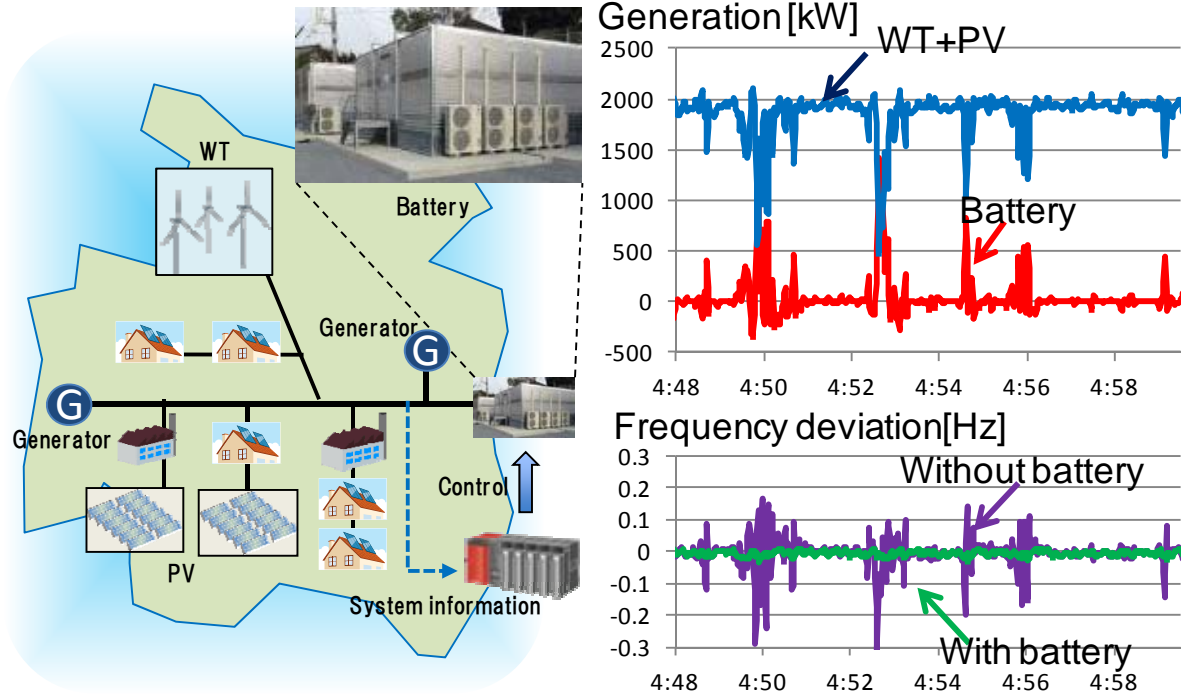 WT
Battery
Generator
G
G
Generator
Control
PV
System information
Generation [kW]
WT+PV
Battery
2500
2000
1500
1000
500
0
-500
4:48
4:50
4:52
4:54
4:56
4:58
Frequency deviation[Hz]
Without battery
With battery
0.3
0.2
0.1
0
-0.1
-0.2
-0.3
4:48
4:50
4:52
4:54
4:56
4:58